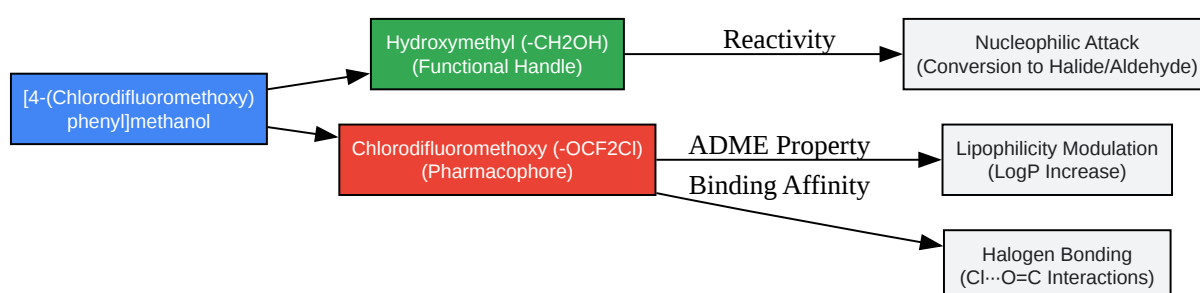 [4-(Chlorodifluoromethoxy)
phenyl]methanol
Hydroxymethyl (-CH2OH)
(Functional Handle)
Reactivity
Nucleophilic Attack
(Conversion to Halide/Aldehyde)
Chlorodifluoromethoxy (-OCF2Cl)
(Pharmacophore)
ADME Property
Lipophilicity Modulation
(LogP Increase)
Binding Affinity
Halogen Bonding
(Cl···O=C Interactions)